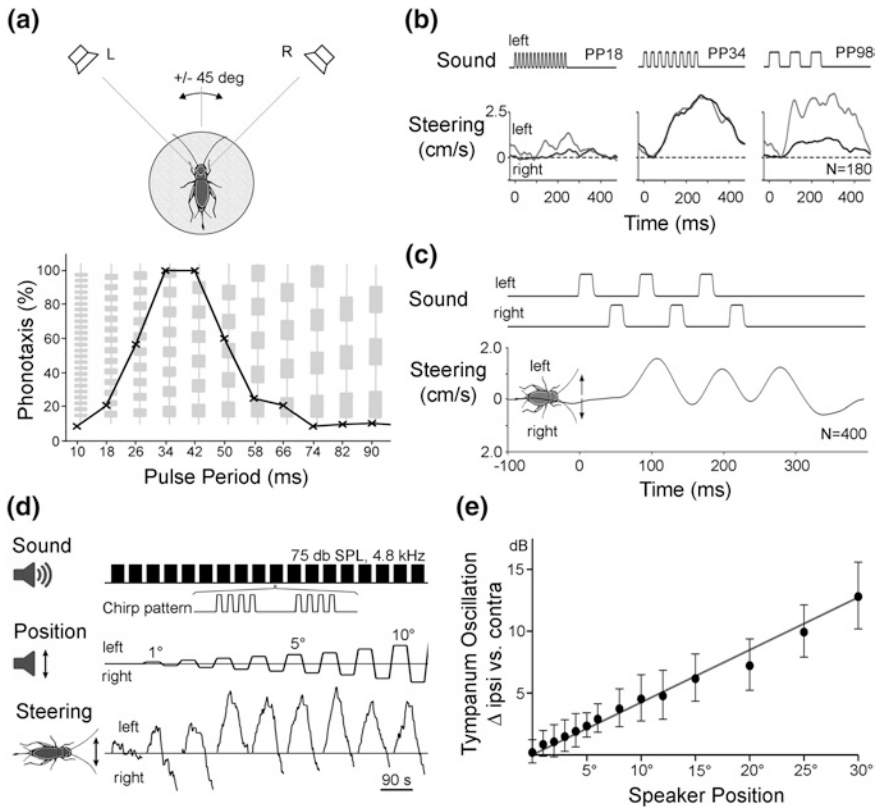 (a)
L
R
+/- 45 deg
Phonotaxis (%)
100
80
60
40
20
0
10 18 26 34 42 50 58 66 74 82 90
Pulse Period (ms)
(b)
Sound
left
PP18
PP34
PP98
Steering
(cm/s)
2.5
0
left
right
N=180
0 200 400
0 200 400
0 200 400
Time (ms)
(c)
Sound
left
right
Steering
(cm/s)
2.0
0
2.0
left
right
N=400
-100 0 100 200 300
Time (ms)
(d)
Sound
75 db SPL, 4.8 kHz
Chirp pattern
Position
left
right
1°
5°
10°
Steering
left
right
90 s
(e)
dB
Tympanum Oscillation
Δ ipsi vs. contra
15
10
5
5° 10° 15° 20° 25° 30°
Speaker Position